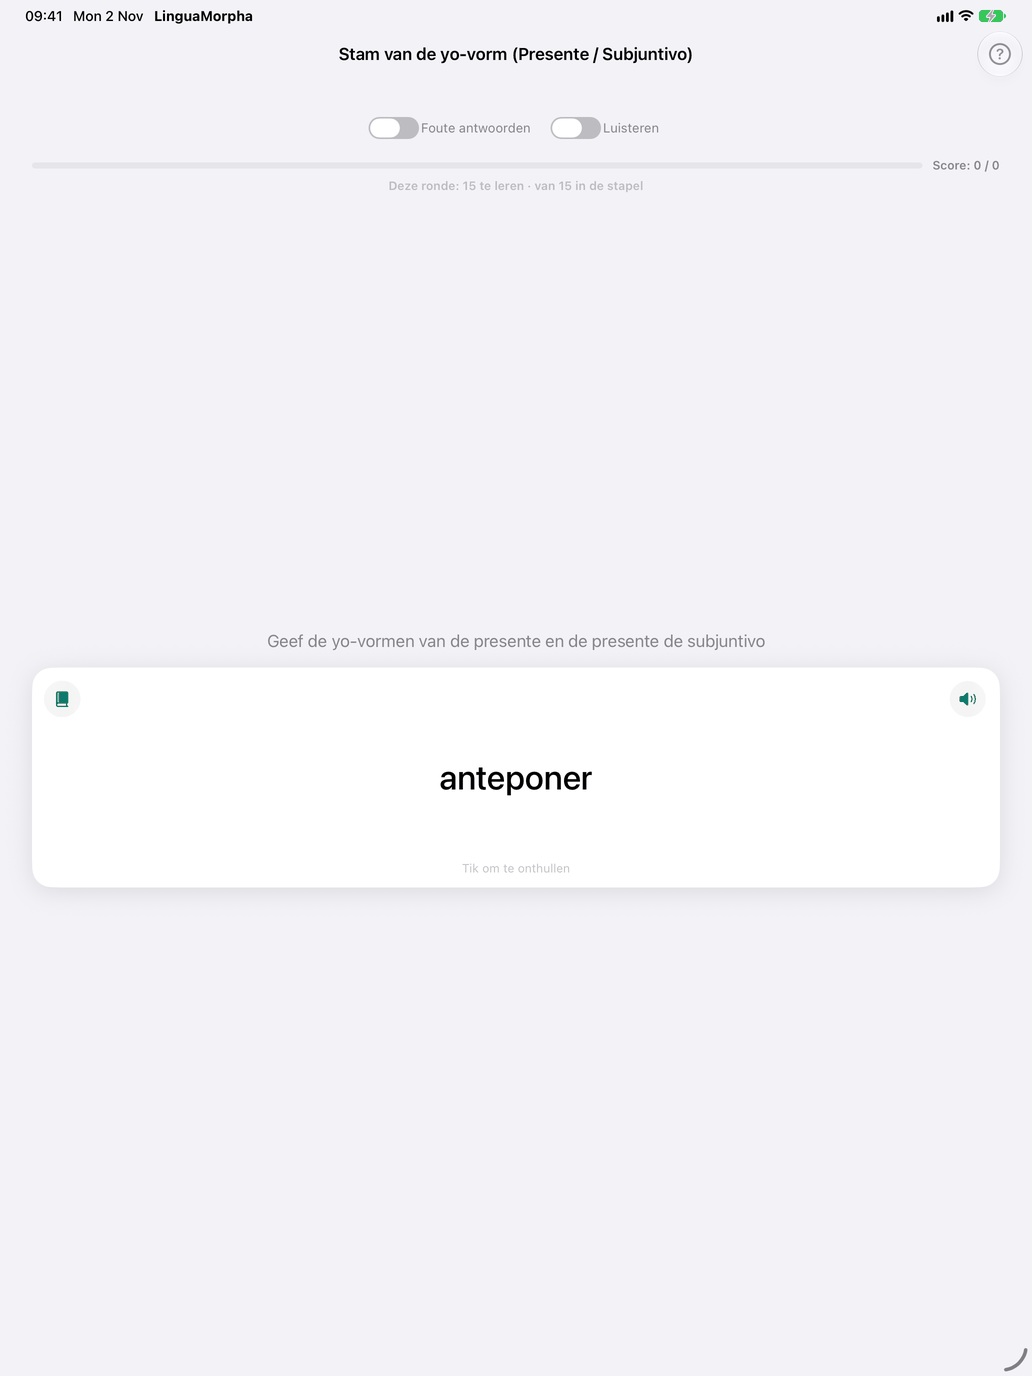 09:41 Mon 2 Nov LinguaMorpha
Stam van de yo-vorm (Presente / Subjuntivo)
Foute antwoorden Luisteren
Score: 0 / 0
Deze ronde: 15 te leren · van 15 in de stapel
Geef de yo-vormen van de presente en de presente de subjuntivo
anteponer
Tik om te onthullen